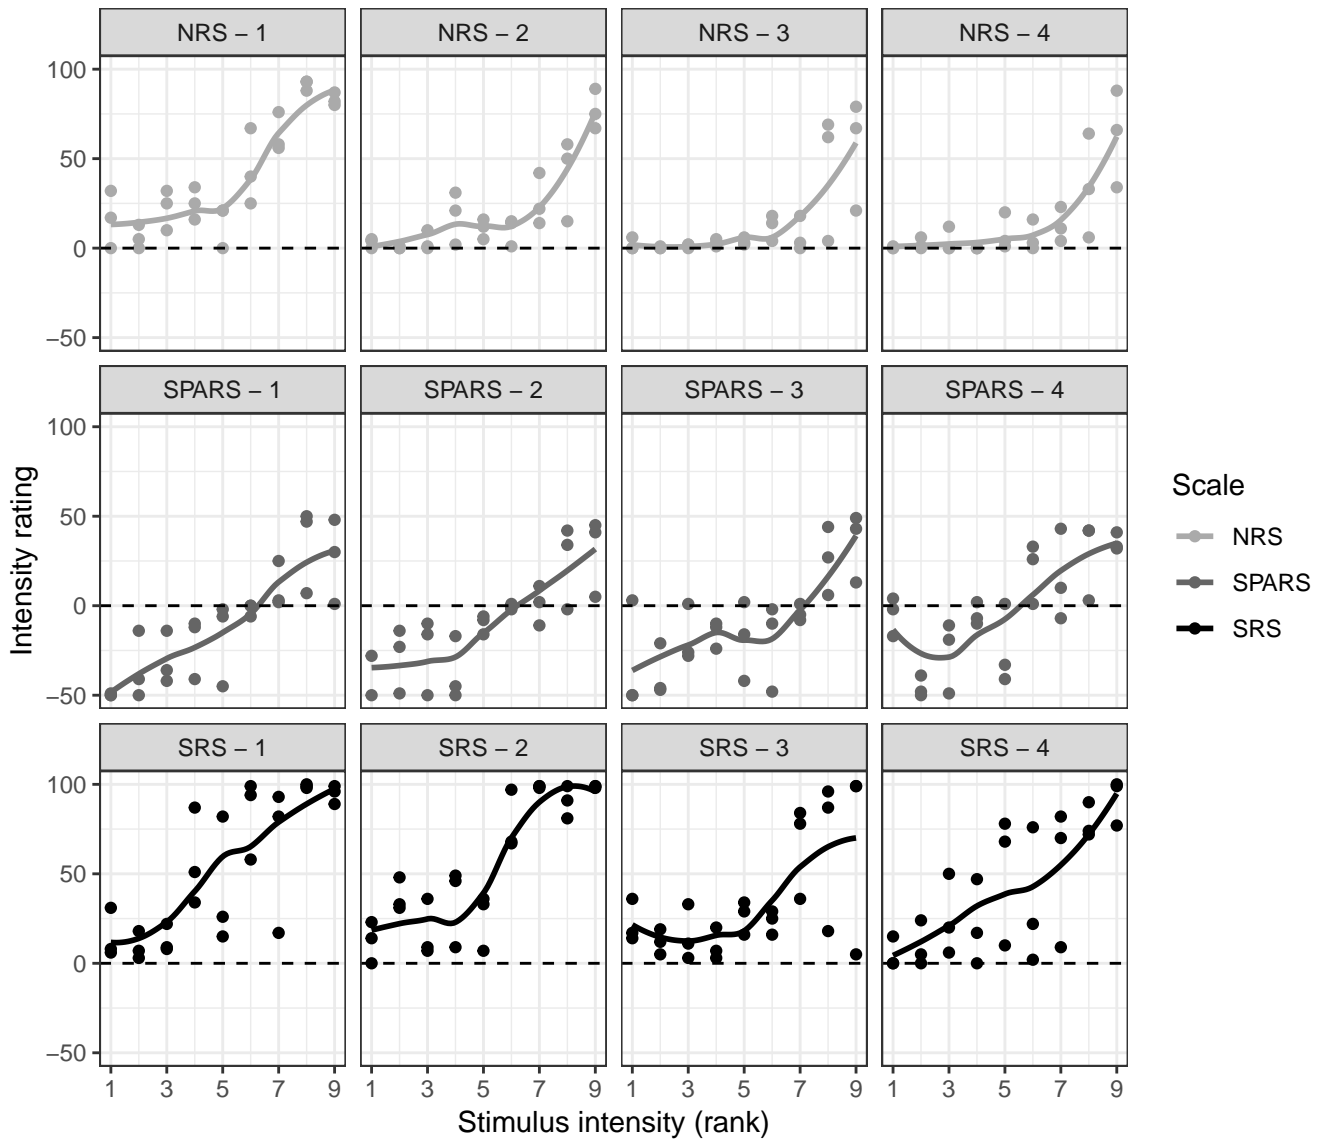 NRS – 1 NRS – 2 NRS – 3 NRS – 4
100
50
0
−50
SPARS – 1 SPARS – 2 SPARS – 3 SPARS – 4
100
50
0
−50
SRS – 1 SRS – 2 SRS – 3 SRS – 4
100
50
0
−50
1 3 5 7 9 1 3 5 7 9 1 3 5 7 9 1 3 5 7 9
Stimulus intensity (rank)
Intensity rating
Scale
NRS
SPARS
SRS